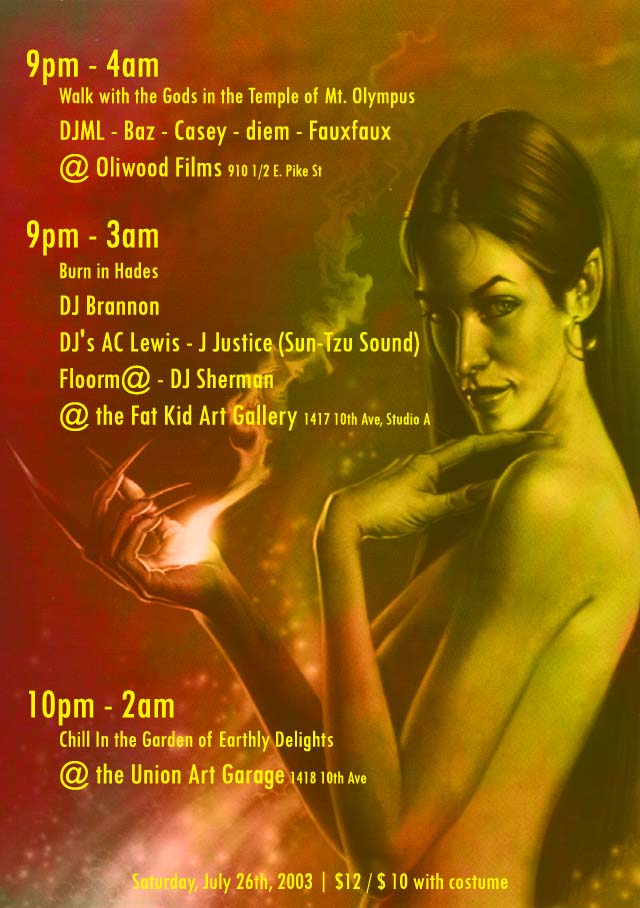 9pm - 4am
Walk with the Gods in the Temple of Mt. Olympus
DJML - Baz - Casey - diem - Fauxfaux
@ Oliwood Films 910 1/2 E. Pike St
9pm - 3am
Burn in Hades
DJ Brannon
DJ's AC Lewis - J Justice (Sun-Tzu Sound)
Floorm@ - DJ Sherman
@ the Fat Kid Art Gallery 1417 10th Ave, Studio A
10pm - 2am
Chill In the Garden of Earthly Delights
@ the Union Art Garage 1418 10th Ave
Saturday, July 26th, 2003 | $12 / $ 10 with costume